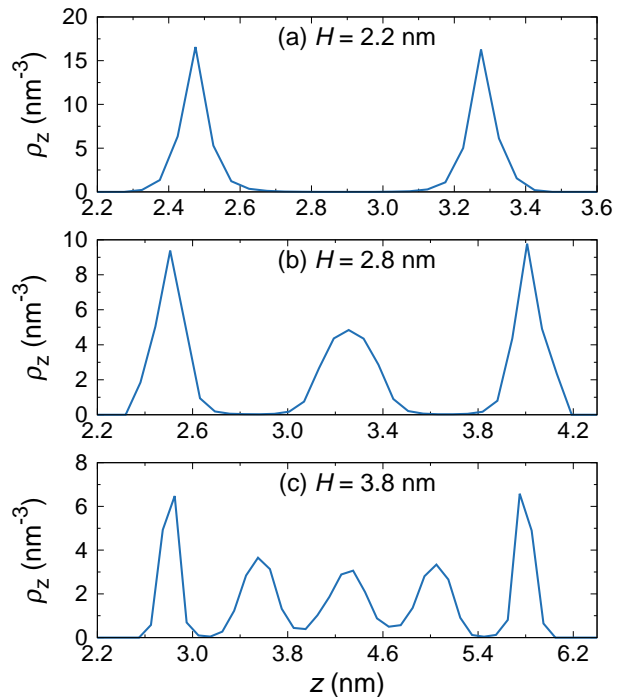 (a) H = 2.2 nm
ρz (nm-3)
20
15
10
5
0
2.2 2.4 2.6 2.8 3.0 3.2 3.4 3.6
(b) H = 2.8 nm
ρz (nm-3)
10
8
6
4
2
0
2.2 2.6 3.0 3.4 3.8 4.2
(c) H = 3.8 nm
ρz (nm-3)
8
6
4
2
0
2.2 3.0 3.8 4.6 5.4 6.2
z (nm)